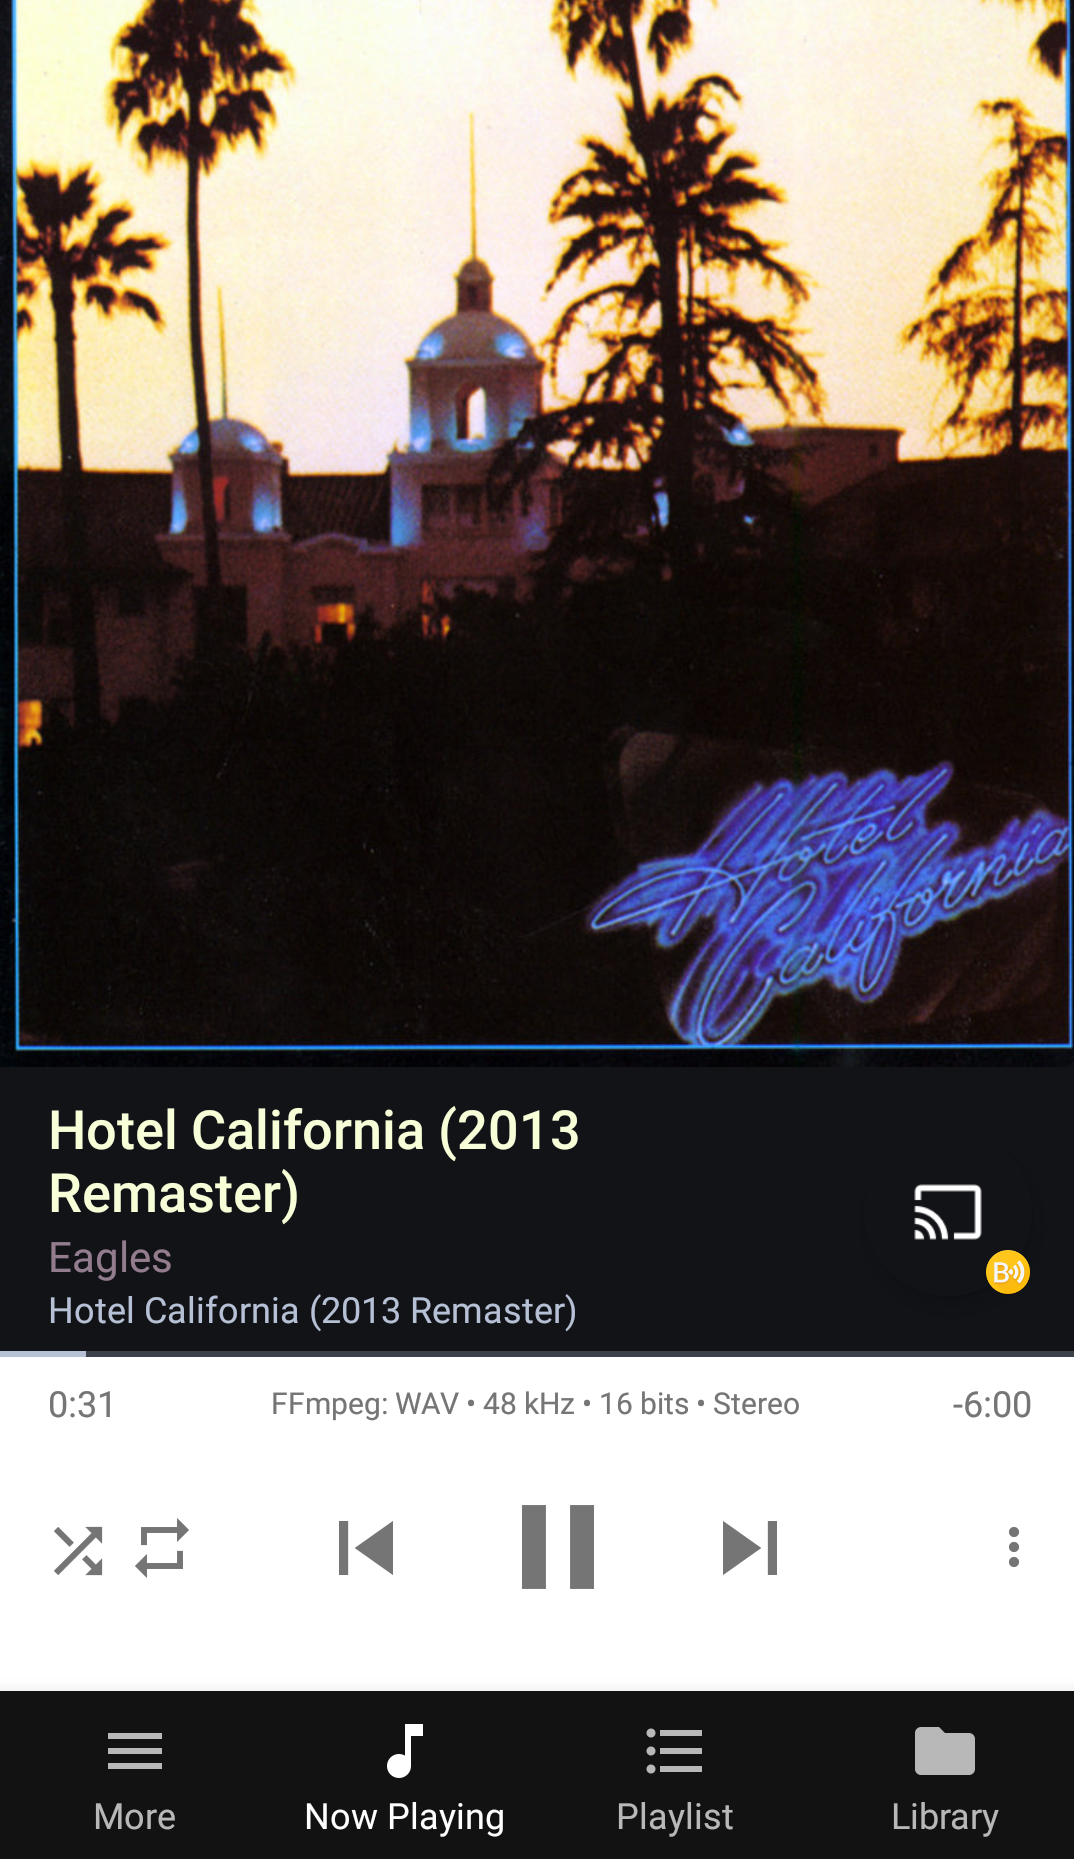 Hotel
California
Hotel California (2013
Remaster)
Eagles
Hotel California (2013 Remaster)
B
0:31
FFmpeg: WAV • 48 kHz • 16 bits • Stereo
-6:00
More
Now Playing
Playlist
Library